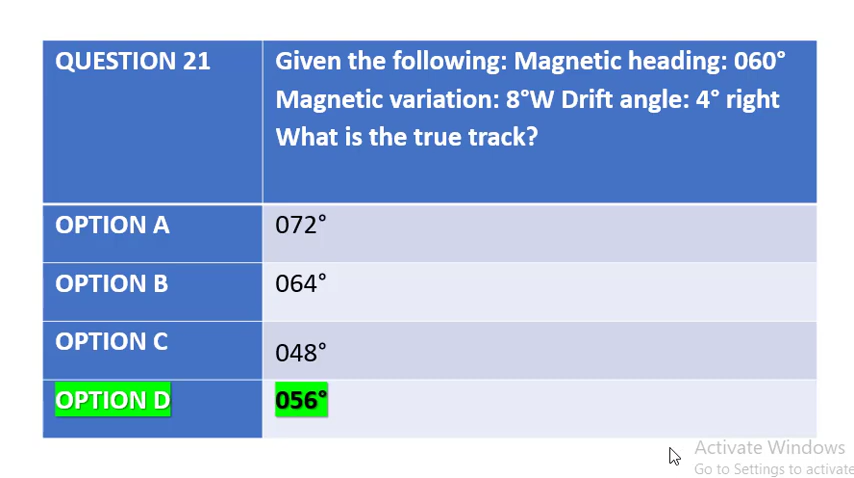 QUESTION 21
Given the following: Magnetic heading: 060°
Magnetic variation: 8°W Drift angle: 4° right
What is the true track?
OPTION A
072°
OPTION B
064°
OPTION C
048°
OPTION D
056°
Activate Windows
Go to Settings to activate